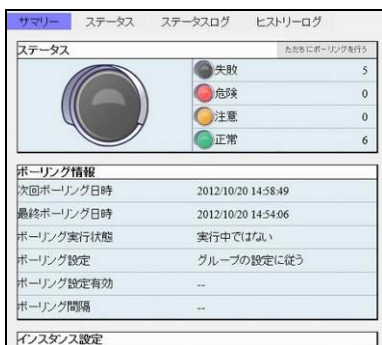 サマリー ステータス ステータスログ ヒストリーログ
ステータス ただちにポーリングを行う
失敗 5
危険 0
注意 0
正常 6
ポーリング情報
次回ポーリング日時 2012/10/20 14:58:49
最終ポーリング日時 2012/10/20 14:54:06
ポーリング実行状態 実行中ではない
ポーリング設定 グループの設定に従う
ポーリング設定有効 --
ポーリング間隔 --
インスタンス設定